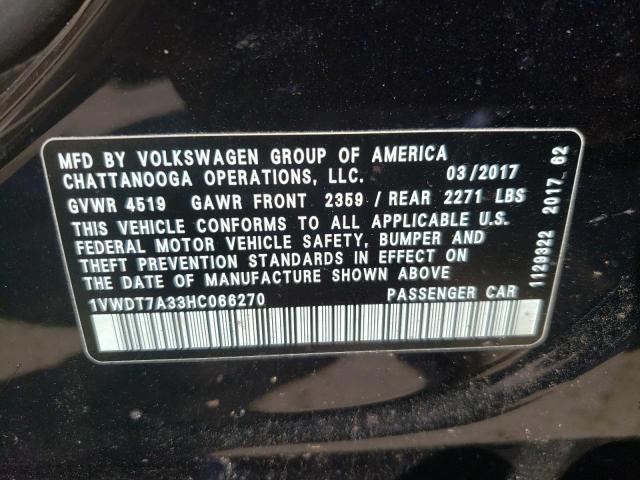 MFD BY VOLKSWAGEN GROUP OF AMERICA
CHATTANOOGA OPERATIONS, LLC. 03/2017
GVWR 4519 GAWR FRONT 2359 / REAR 2271 LBS
THIS VEHICLE CONFORMS TO ALL APPLICABLE U.S.
FEDERAL MOTOR VEHICLE SAFETY, BUMPER AND
THEFT PREVENTION STANDARDS IN EFFECT ON
THE DATE OF MANUFACTURE SHOWN ABOVE
1VWDT7A33HC066270 PASSENGER CAR
1129322 2017 62